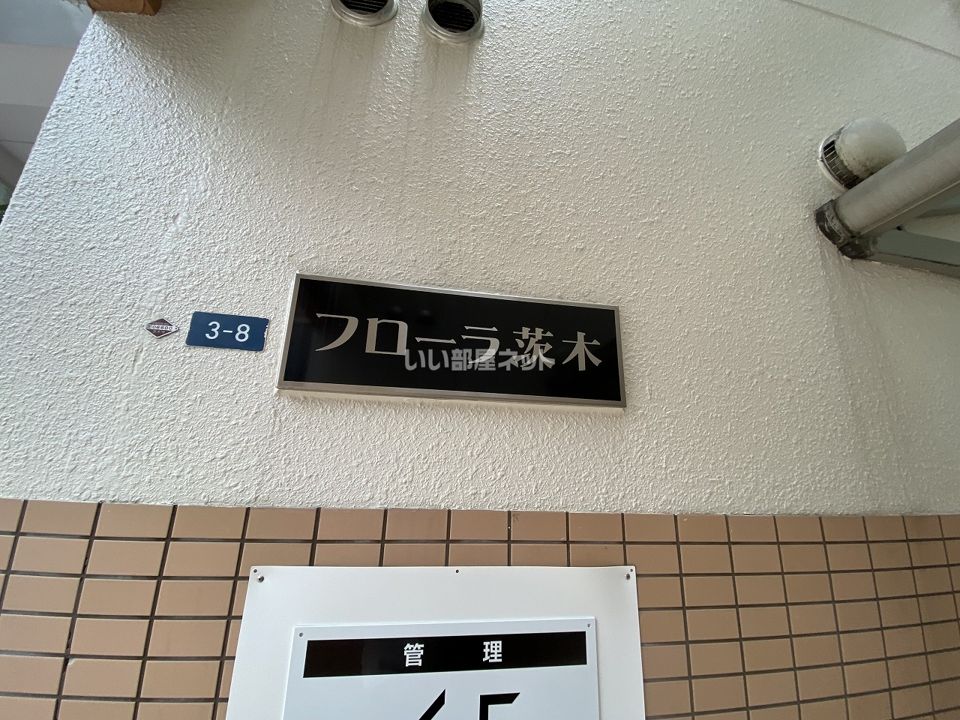 3-8
フローラ茨木
いい部屋ネット
管理